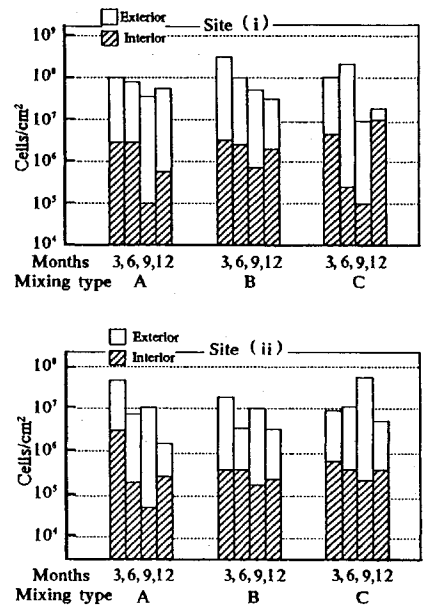 Exterior
Site (i)
Interior
10⁹
10⁸
10⁷
10⁶
10⁵
10⁴
Cells/cm²
Months 3, 6, 9, 12 3, 6, 9, 12 3, 6, 9, 12
Mixing type A B C
Exterior
Site (ii)
Interior
10⁸
10⁷
10⁶
10⁵
10⁴
Cells/cm²
Months 3, 6, 9, 12 3, 6, 9, 12 3, 6, 9, 12
Mixing type A B C